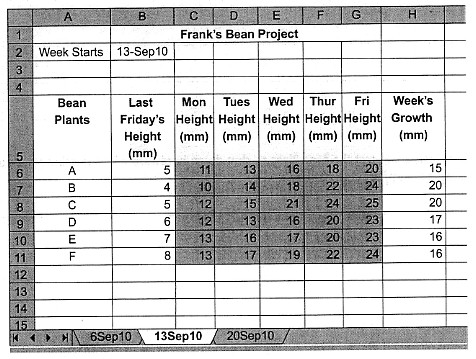 A B C D E F G H
1 Frank's Bean Project
2 Week Starts 13-Sep10
3
4
5 Bean Plants Last Friday's Height (mm) Mon Height (mm) Tues Height (mm) Wed Height (mm) Thur Height (mm) Fri Height (mm) Week's Growth (mm)
6 A 5 11 13 16 18 20 15
7 B 4 10 14 18 22 24 20
8 C 5 12 15 21 24 25 20
9 D 6 12 13 16 20 23 17
10 E 7 13 16 17 20 23 16
11 F 8 13 17 19 22 24 16
12
13
14
15
6Sep10 13Sep10 20Sep10